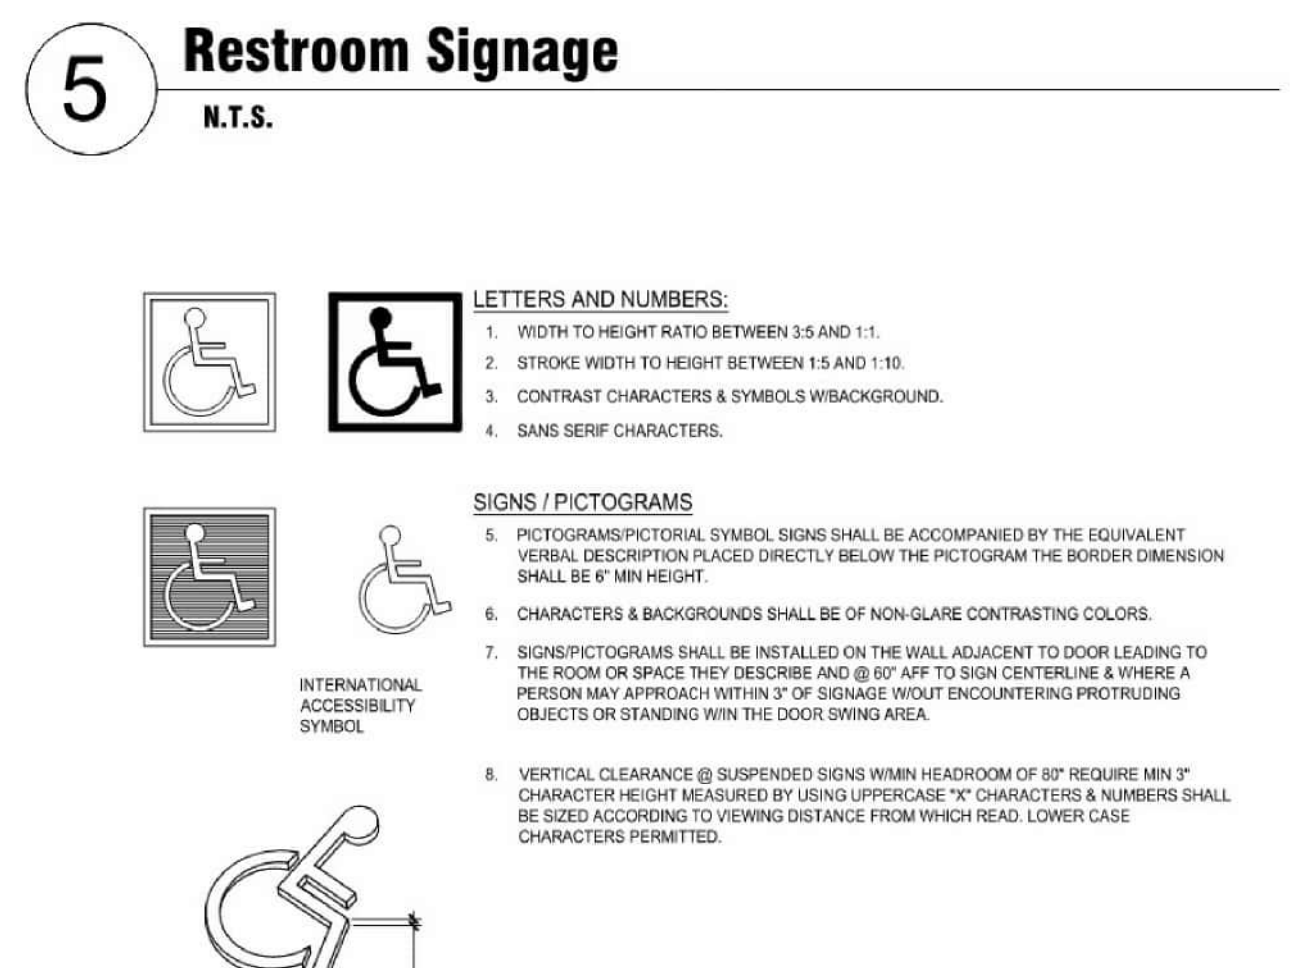 5
Restroom Signage
N.T.S.
LETTERS AND NUMBERS:
1. WIDTH TO HEIGHT RATIO BETWEEN 3:5 AND 1:1.
2. STROKE WIDTH TO HEIGHT BETWEEN 1:5 AND 1:10.
3. CONTRAST CHARACTERS & SYMBOLS W/BACKGROUND.
4. SANS SERIF CHARACTERS.
SIGNS / PICTOGRAMS
5. PICTOGRAMS/PICTORIAL SYMBOL SIGNS SHALL BE ACCOMPANIED BY THE EQUIVALENT
VERBAL DESCRIPTION PLACED DIRECTLY BELOW THE PICTOGRAM THE BORDER DIMENSION
SHALL BE 6" MIN HEIGHT.
6. CHARACTERS & BACKGROUNDS SHALL BE OF NON-GLARE CONTRASTING COLORS.
7. SIGNS/PICTOGRAMS SHALL BE INSTALLED ON THE WALL ADJACENT TO DOOR LEADING TO
THE ROOM OR SPACE THEY DESCRIBE AND @ 60" AFF TO SIGN CENTERLINE & WHERE A
PERSON MAY APPROACH WITHIN 3" OF SIGNAGE W/OUT ENCOUNTERING PROTRUDING
OBJECTS OR STANDING W/IN THE DOOR SWING AREA.
INTERNATIONAL
ACCESSIBILITY
SYMBOL
8. VERTICAL CLEARANCE @ SUSPENDED SIGNS W/MIN HEADROOM OF 80" REQUIRE MIN 3"
CHARACTER HEIGHT MEASURED BY USING UPPERCASE "X" CHARACTERS & NUMBERS SHALL
BE SIZED ACCORDING TO VIEWING DISTANCE FROM WHICH READ. LOWER CASE
CHARACTERS PERMITTED.